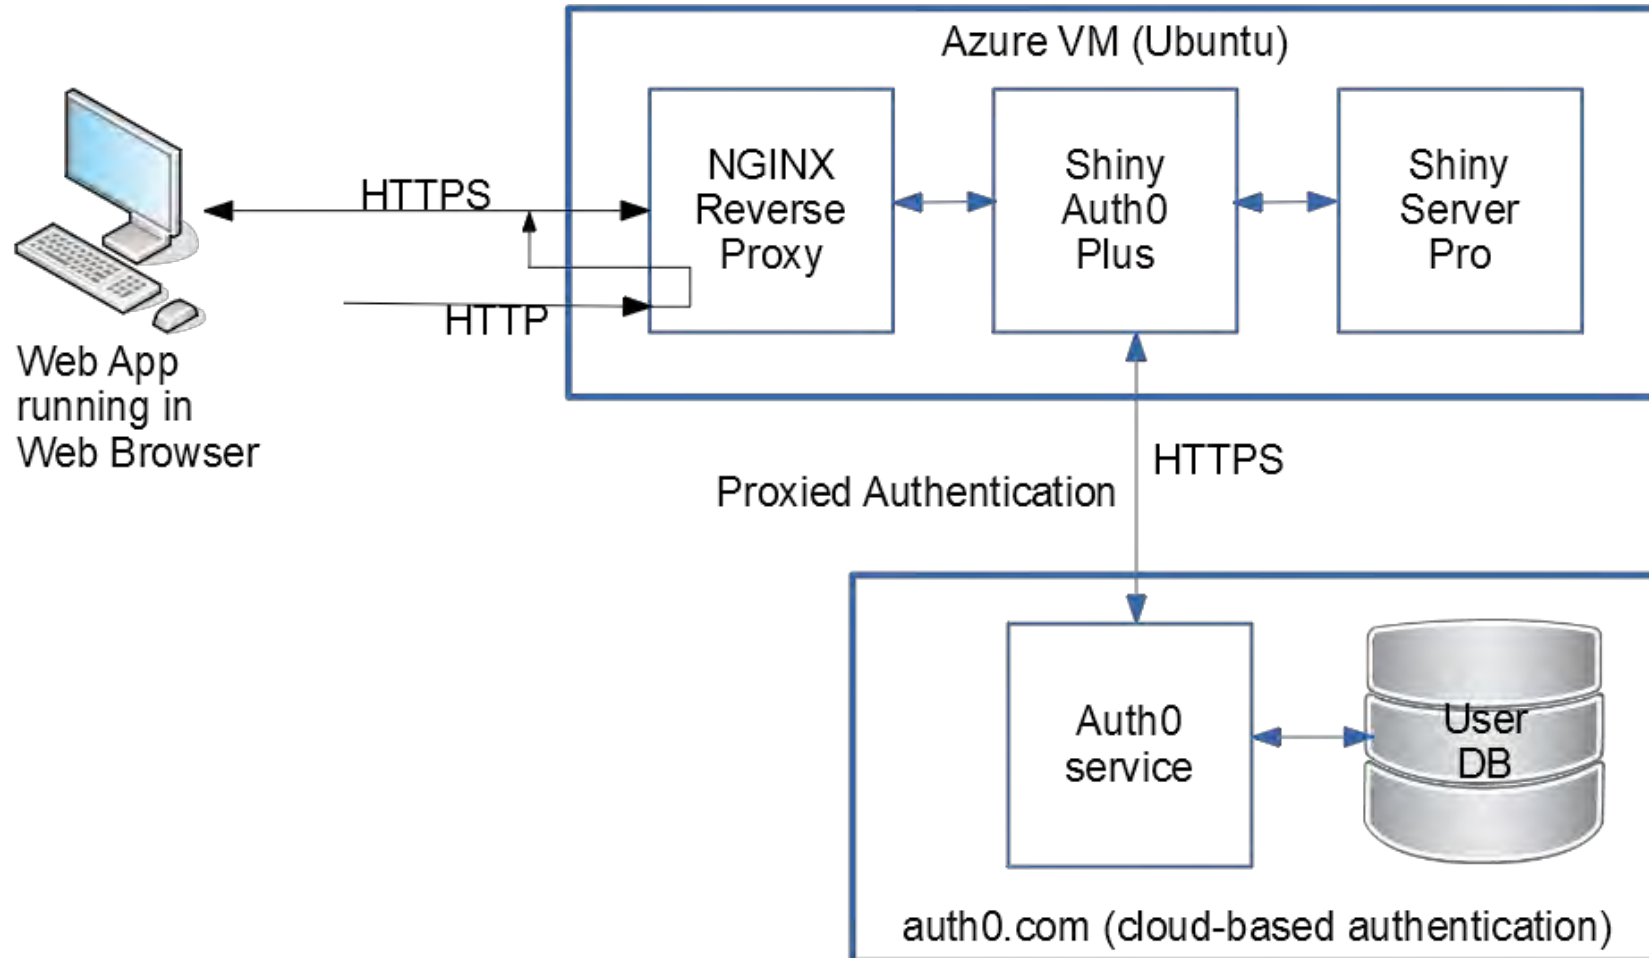 Azure VM (Ubuntu)
NGINX
Reverse
Proxy
Shiny
Auth0
Plus
Shiny
Server
Pro
HTTPS
HTTP
Web App
running in
Web Browser
HTTPS
Proxied Authentication
Auth0
service
User
DB
auth0.com (cloud-based authentication)